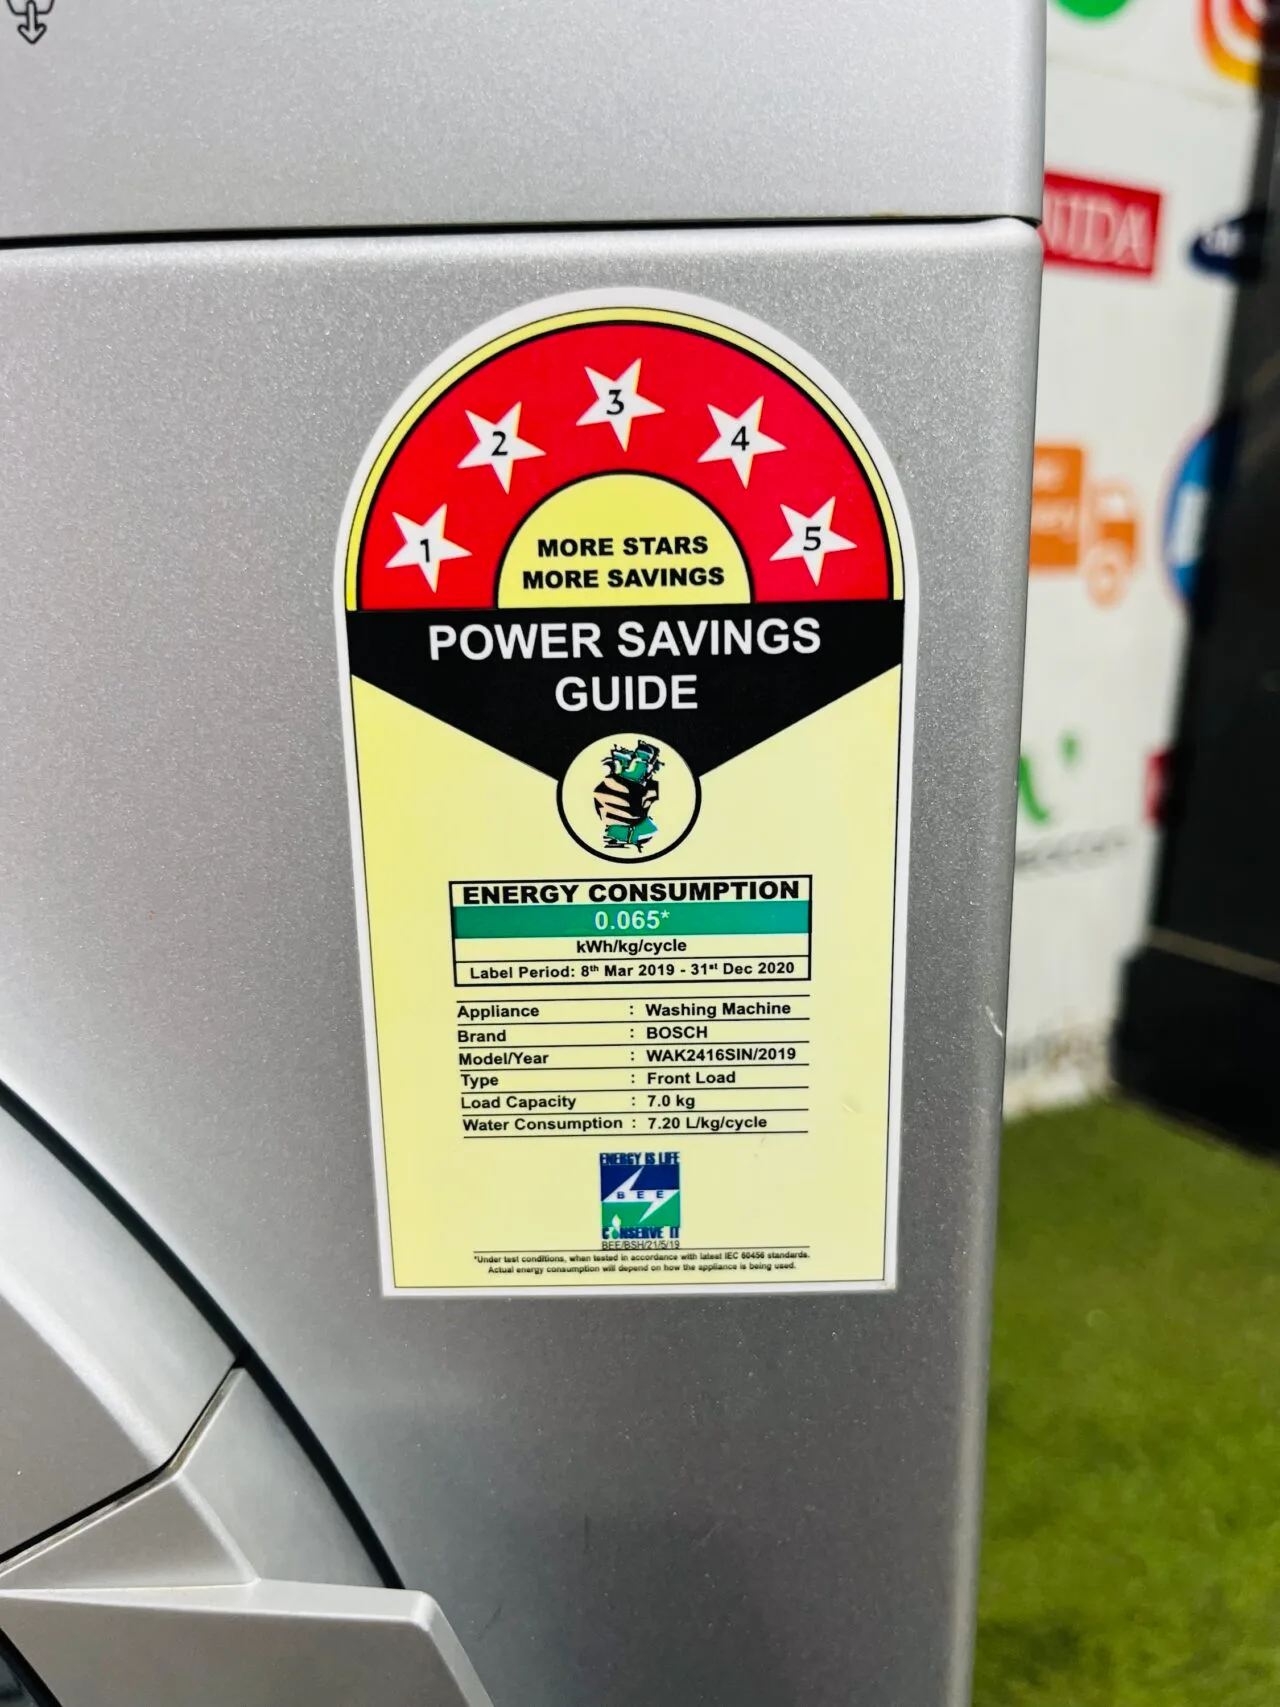 1 2 3 4 5
MORE STARS
MORE SAVINGS
POWER SAVINGS
GUIDE
ENERGY CONSUMPTION
0.065*
kWh/kg/cycle
Label Period: 8th Mar 2019 - 31st Dec 2020
Appliance : Washing Machine
Brand : BOSCH
Model/Year : WAK2416SIN/2019
Type : Front Load
Load Capacity : 7.0 kg
Water Consumption : 7.20 L/kg/cycle
ENERGY IS LIFE
BEE
CONSERVE IT
BEE/BSH/21/5/19
*Under test conditions, when tested in accordance with latest IEC 60456 standards.
Actual energy consumption will depend on how the appliance is being used.